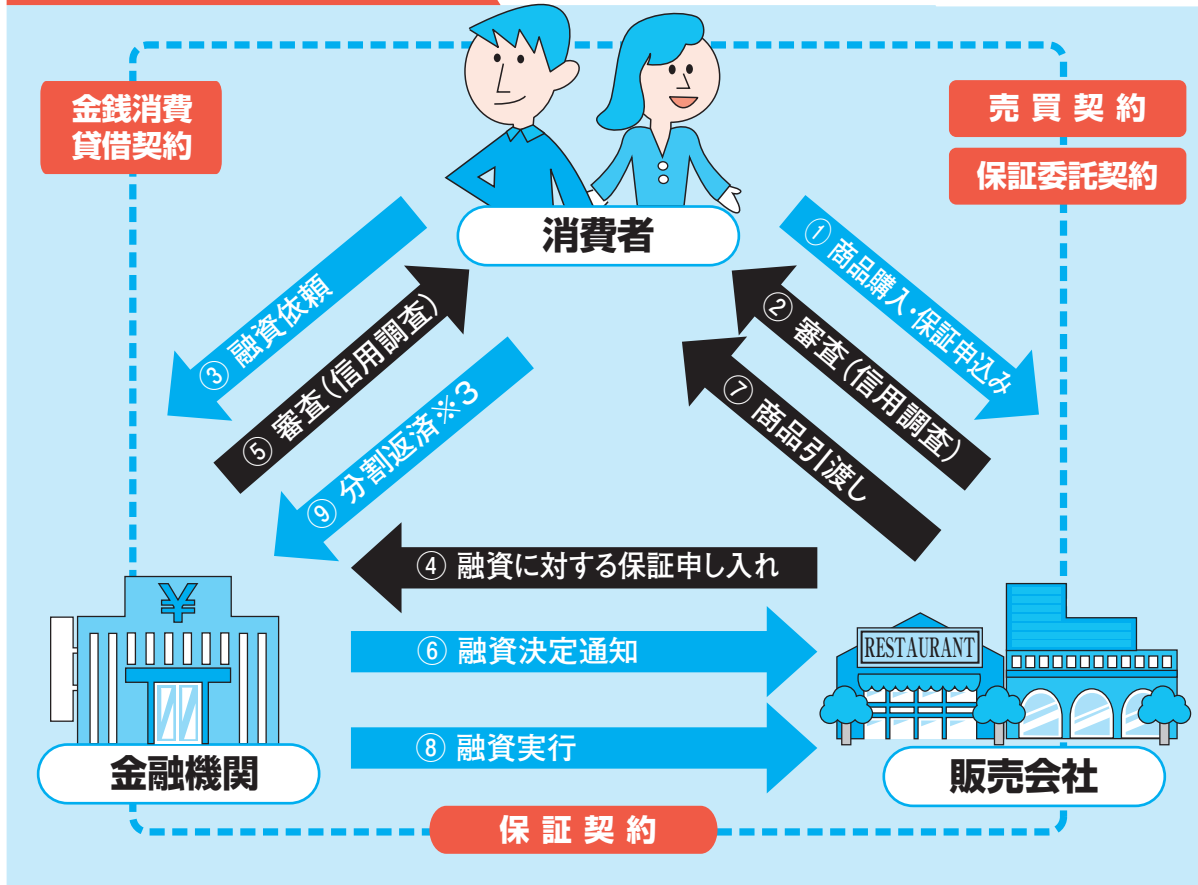 金銭消費
貸借契約
売買契約
保証委託契約
消費者
① 商品購入・保証申込み
② 審査(信用調査)
③ 融資依頼
⑤ 審査(信用調査)
⑦ 商品引渡し
⑨ 分割返済※3
④ 融資に対する保証申し入れ
⑥ 融資決定通知
⑧ 融資実行
¥
RESTAURANT
金融機関
販売会社
保証契約